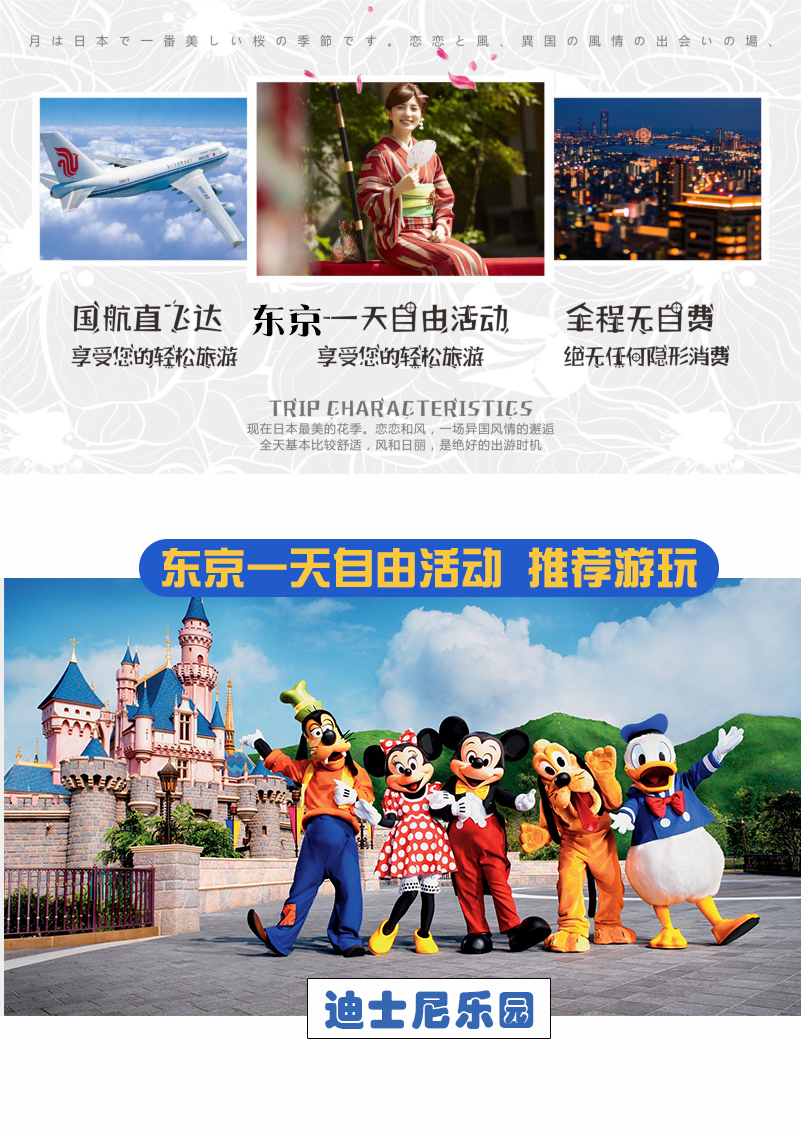 月は日本で一番美しい桜の季節です。恋恋と風、異国の風情の出会いの場、
国航直飞达
享受您的轻松旅游
东京一天自由活动
享受您的轻松旅游
全程无自费
绝无任何隐形消费
TRIP CHARACTERISTICS
现在日本最美的花季。恋恋和风，一场异国风情的邂逅
全天基本比较舒适，风和日丽，是绝好的出游时机
东京一天自由活动 推荐游玩
迪士尼乐园